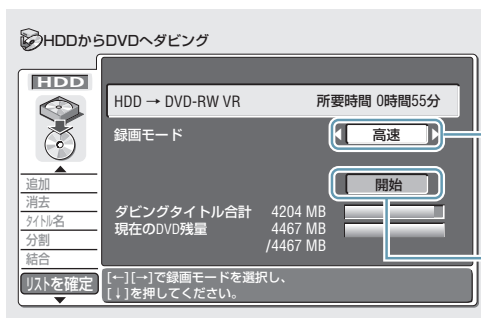 HDDからDVDへダビング
HDD
HDD → DVD-RW VR 所要時間 0時間55分
録画モード 高速
開始
追加
消去
ﾀｲﾄﾙ名
分割
結合
リストを確定
ダビングタイトル合計 4204 MB
現在のDVD残量 4467 MB
/4467 MB
[←][→]で録画モードを選択し、
[↓]を押してください。